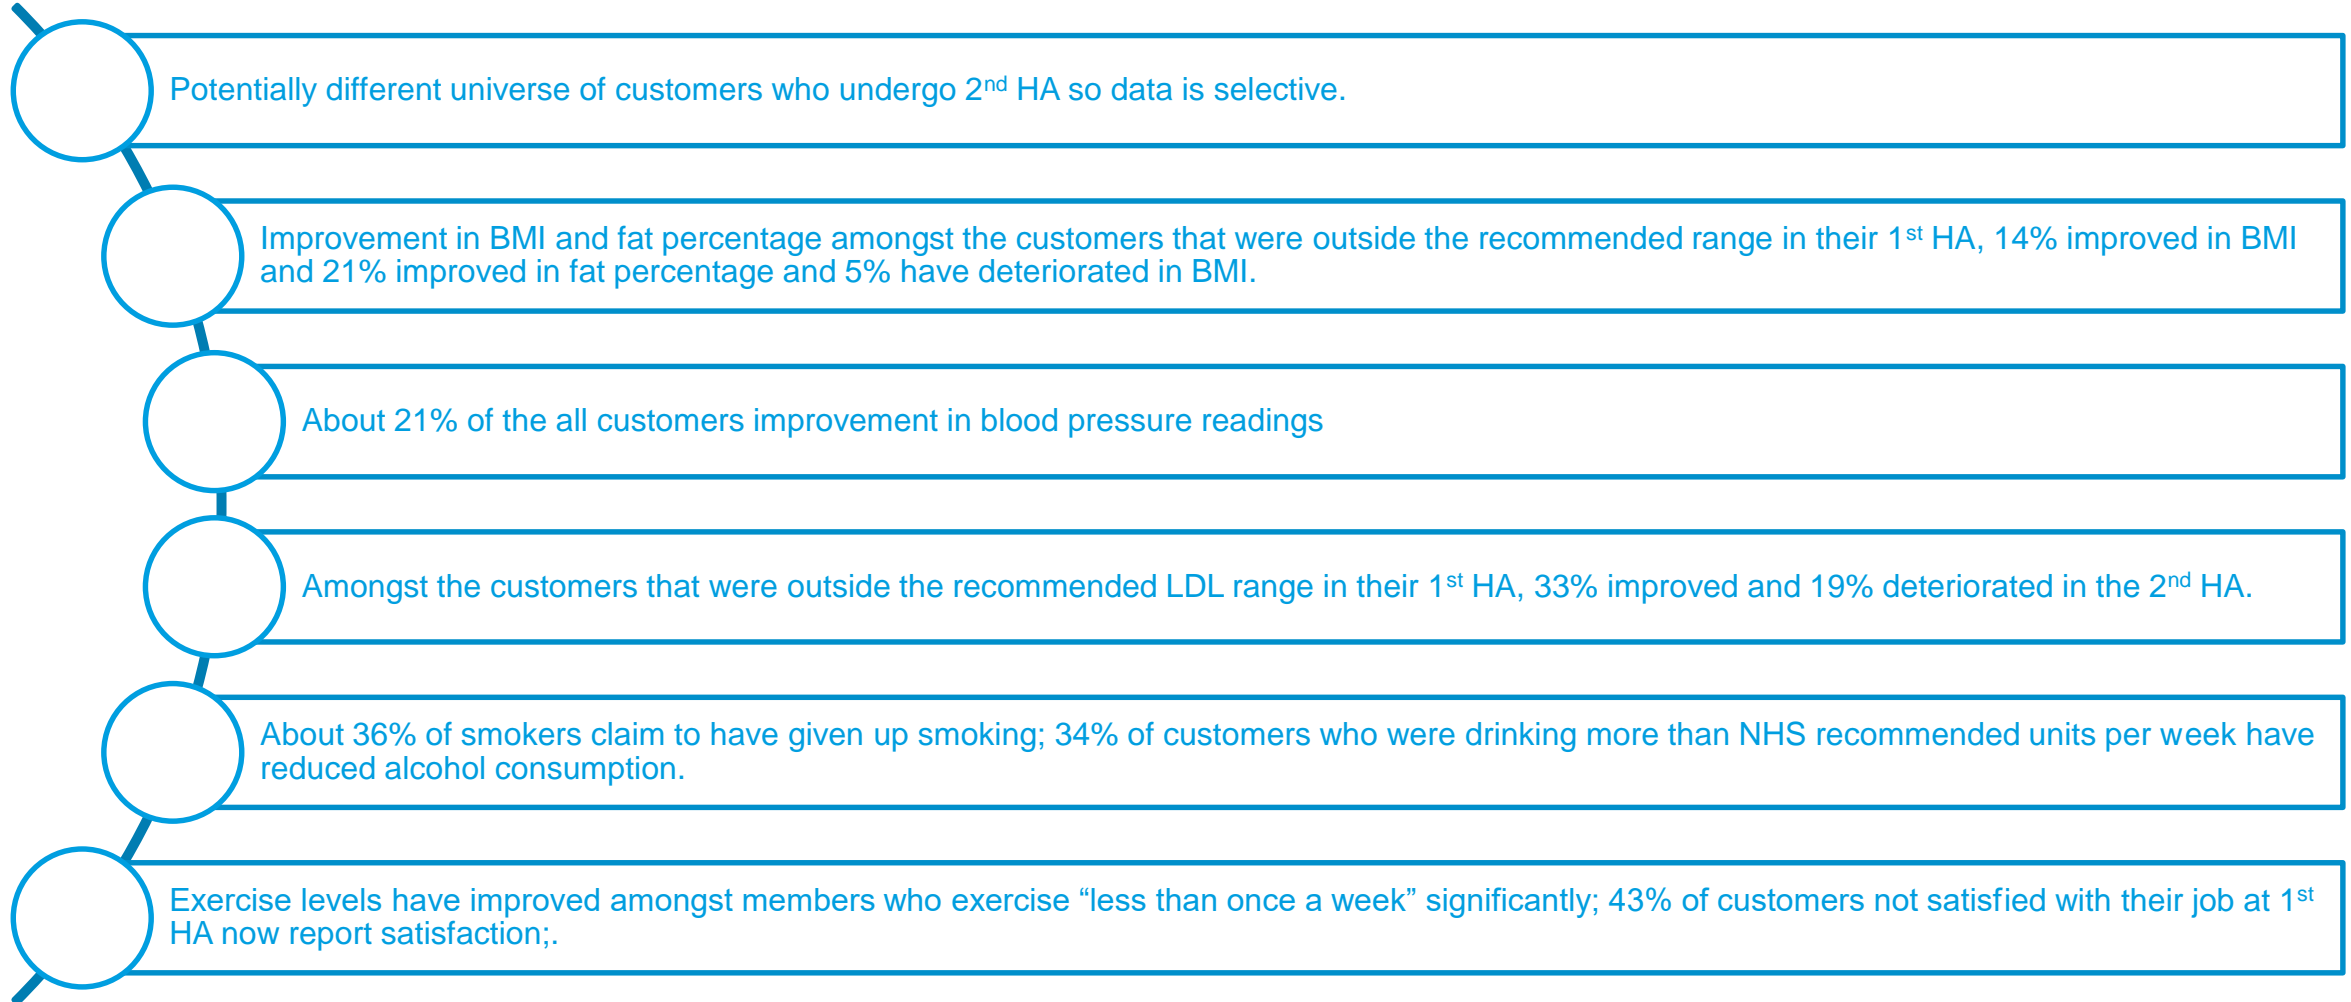 Potentially different universe of customers who undergo 2nd HA so data is selective.
Improvement in BMI and fat percentage amongst the customers that were outside the recommended range in their 1st HA, 14% improved in BMI
and 21% improved in fat percentage and 5% have deteriorated in BMI.
About 21% of the all customers improvement in blood pressure readings
Amongst the customers that were outside the recommended LDL range in their 1st HA, 33% improved and 19% deteriorated in the 2nd HA.
About 36% of smokers claim to have given up smoking; 34% of customers who were drinking more than NHS recommended units per week have
reduced alcohol consumption.
Exercise levels have improved amongst members who exercise “less than once a week” significantly; 43% of customers not satisfied with their job at 1st
HA now report satisfaction;.